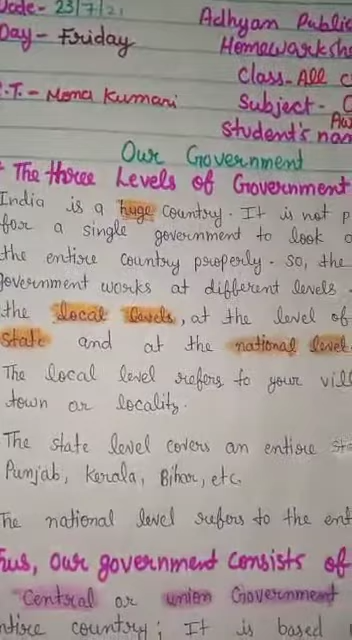 Date - 23/7/21
Adhyan Public
Day - Friday
Homewarkshe
Class - All
C.T. - Mona Kumari
Subject -
Student's nam
Our Government
The three Levels of Government
India is a huge country. It is not p
for a single government to look
the entire country properly. So, the
government works at different levels
the local levels, at the level of
state and at the national level
The local level refers to your vill
town or locality.
The state level covers an entire sta
Punjab, Kerala, Bihar, etc.
The national level refers to the ent
hus, our government consists of
Central or union Government
ntire country; It is based